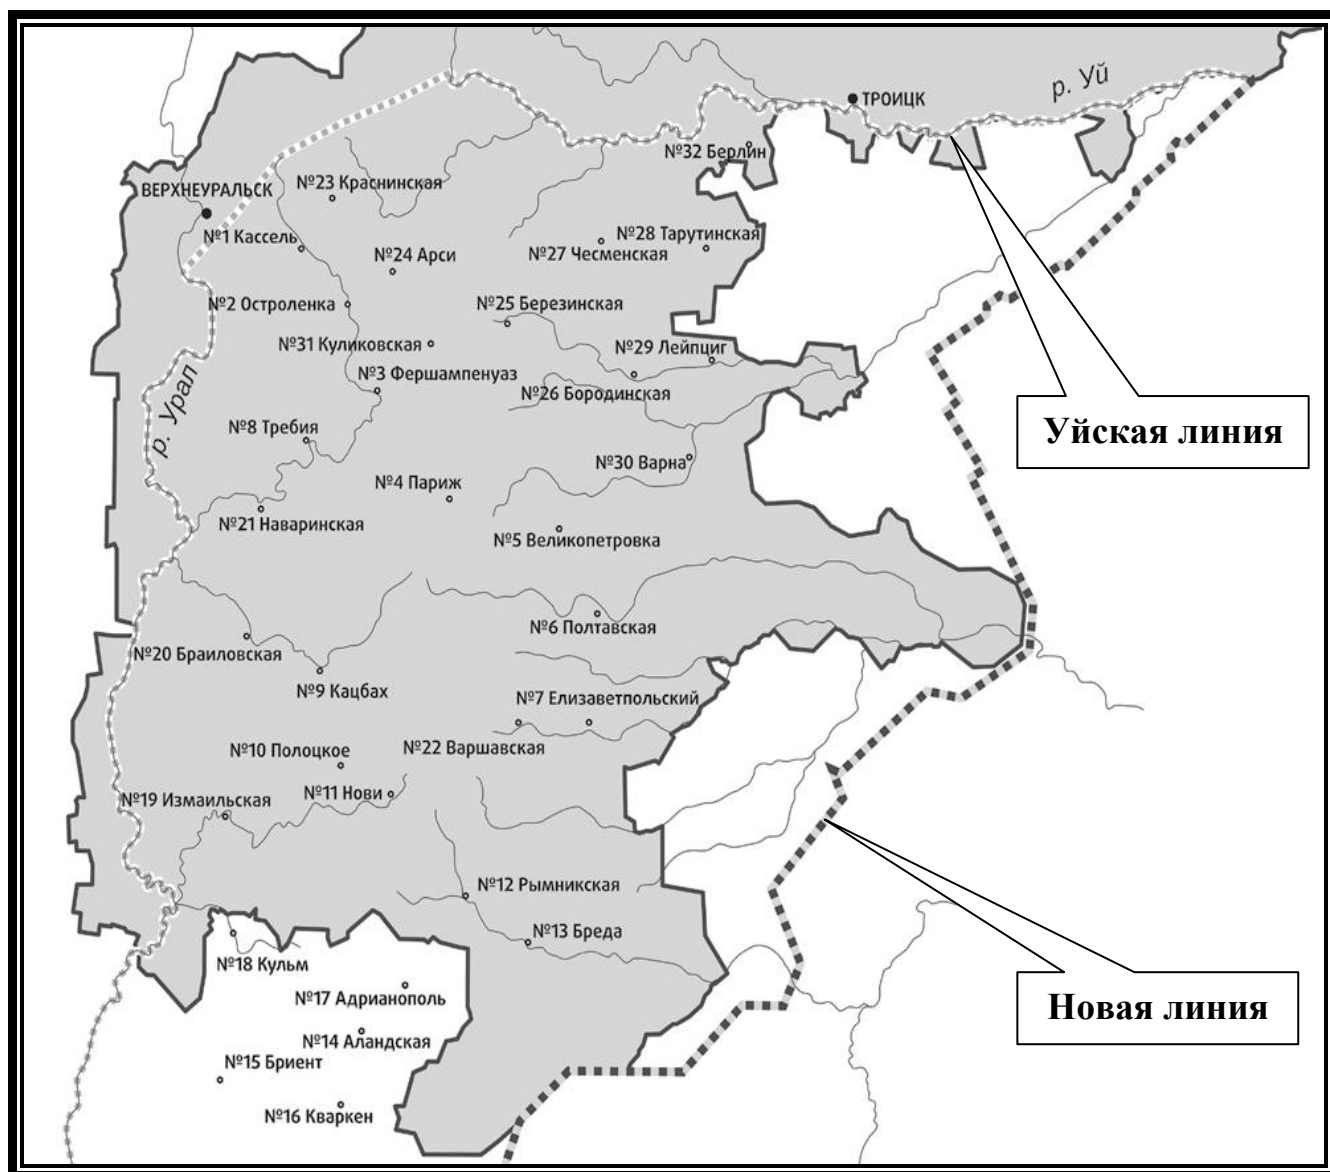 р. Уй
ТРОИЦК
№32 Берлин
ВЕРХНЕУРАЛЬСК
№23 Краснинская
№1 Кассель
№24 Арси
№28 Тарутинская
№27 Чесменская
№2 Остроленка
№25 Березинская
№31 Куликовская
№29 Лейпциг
№3 Фершампенуаз
№26 Бородинская
р. Урал
Уйская линия
№8 Требия
№30 Варна
№4 Париж
№21 Наваринская
№5 Великопетровка
№6 Полтавская
№20 Браиловская
№9 Кацбах
№7 Елизаветпольский
№10 Полоцкое
№22 Варшавская
№11 Нови
№19 Измаильская
№12 Рымникская
№13 Бреда
№18 Кульм
№17 Адрианополь
Новая линия
№14 Аландская
№15 Бриент
№16 Кваркен